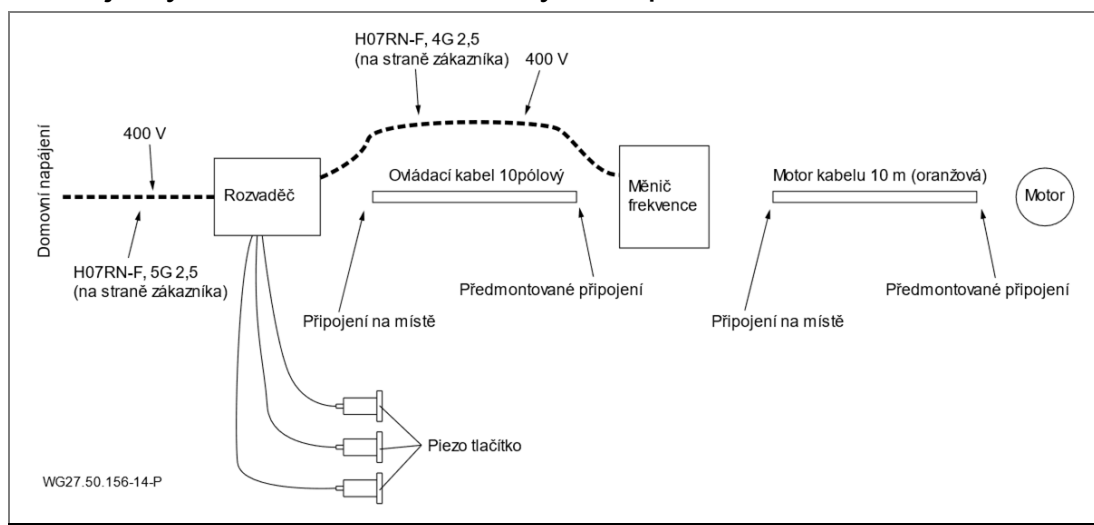 H07RN-F, 4G 2,5
(na straně zákazníka)
400 V
400 V
Domovní napájení
Rozvaděč
Ovládací kabel 10pólový
Měnič
frekvence
Motor kabelu 10 m (oranžová)
Motor
H07RN-F, 5G 2,5
(na straně zákazníka)
Předmontované připojení
Předmontované připojení
Připojení na místě
Připojení na místě
Piezo tlačítko
WG27.50.156-14-P